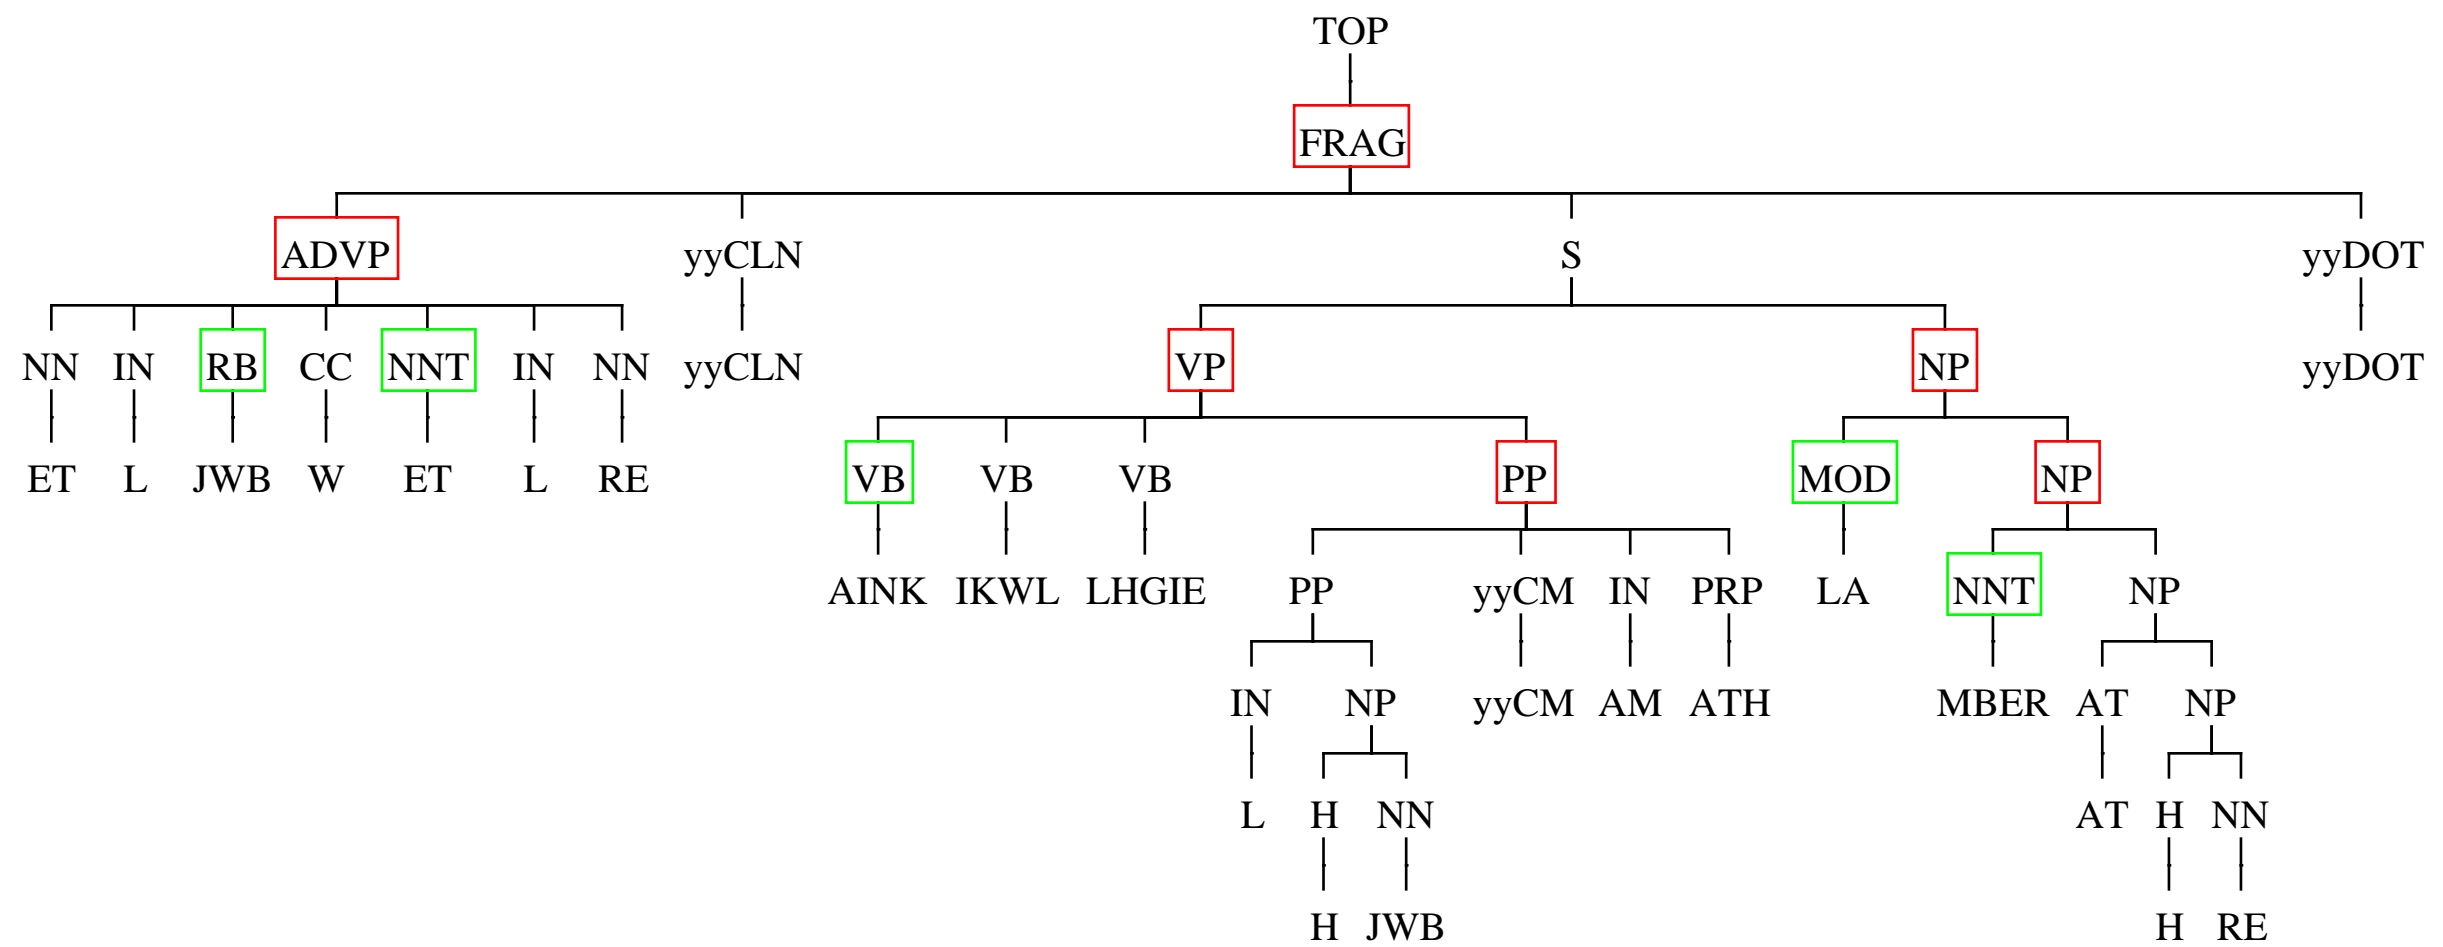 TOP
FRAG
ADVP yyCLN S yyDOT
NN IN RB CC NNT IN NN yyCLN VP NP yyDOT
ET L JWB W ET L RE VB VB VB PP MOD NP
AINK IKWL LHGIE PP yyCM IN PRP LA NNT NP
IN NP yyCM AM ATH MBER AT NP
L H NN AT H NN
H JWB H RE